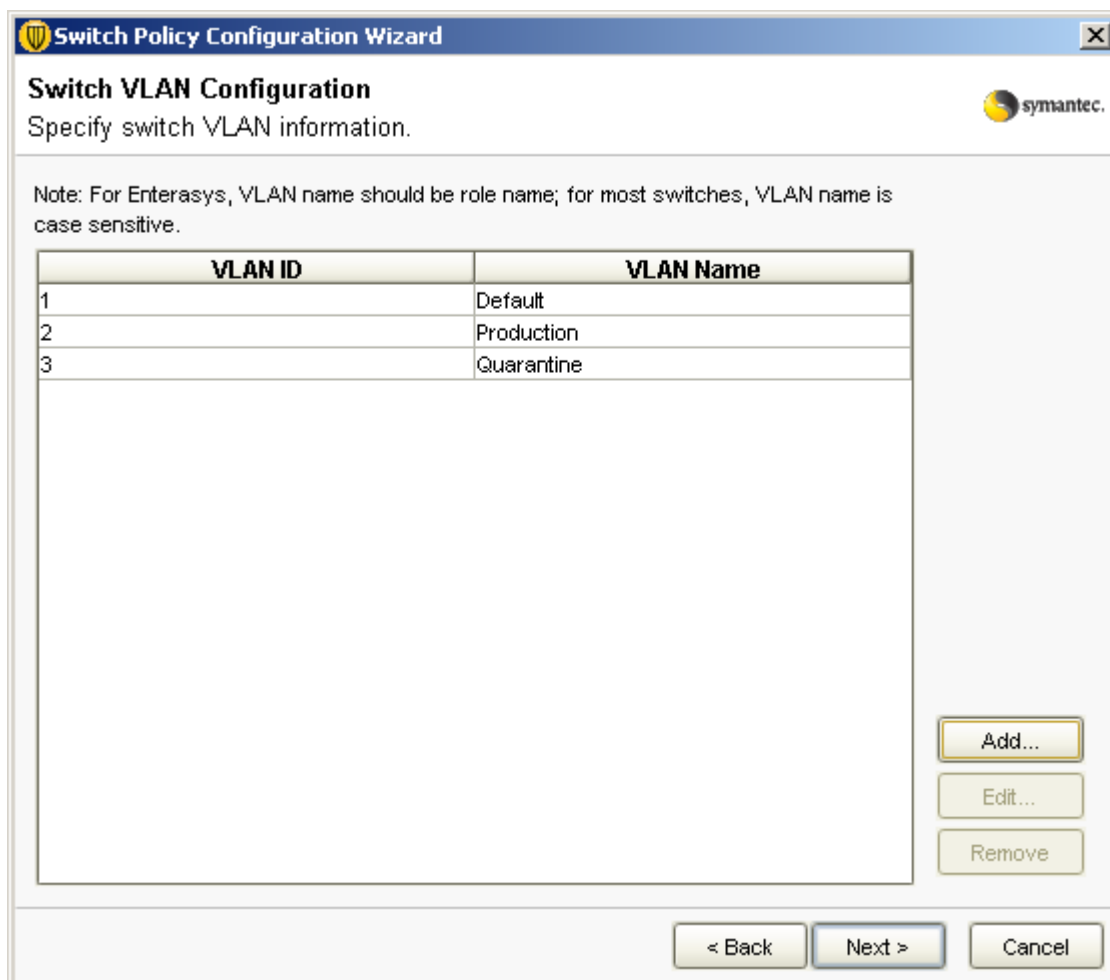 Switch Policy Configuration Wizard
Switch VLAN Configuration
Specify switch VLAN information.
symantec.
Note: For Enterasys, VLAN name should be role name; for most switches, VLAN name is
case sensitive.
VLAN ID VLAN Name
1 Default
2 Production
3 Quarantine
Add...
Edit...
Remove
< Back Next > Cancel